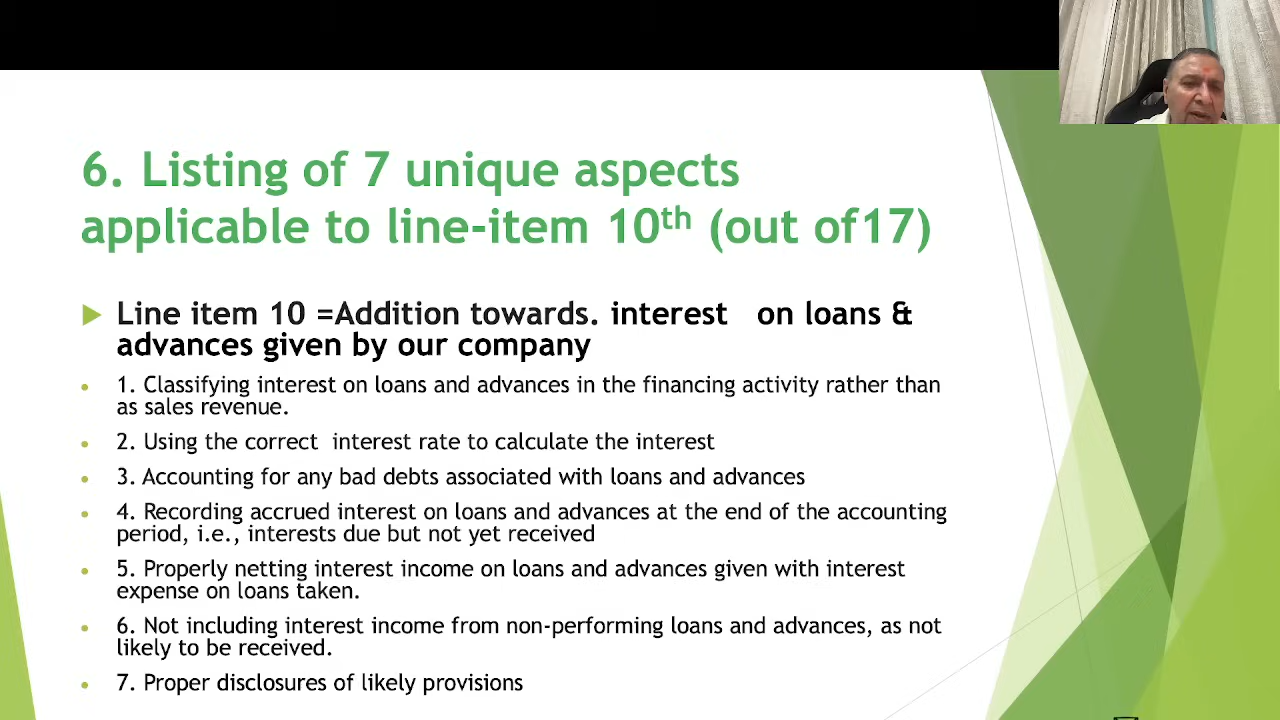 6. Listing of 7 unique aspects
applicable to line-item 10th (out of17)
Line item 10 =Addition towards. interest on loans &
advances given by our company
1. Classifying interest on loans and advances in the financing activity rather than
as sales revenue.
2. Using the correct interest rate to calculate the interest
3. Accounting for any bad debts associated with loans and advances
4. Recording accrued interest on loans and advances at the end of the accounting
period, i.e., interests due but not yet received
5. Properly netting interest income on loans and advances given with interest
expense on loans taken.
6. Not including interest income from non-performing loans and advances, as not
likely to be received.
7. Proper disclosures of likely provisions